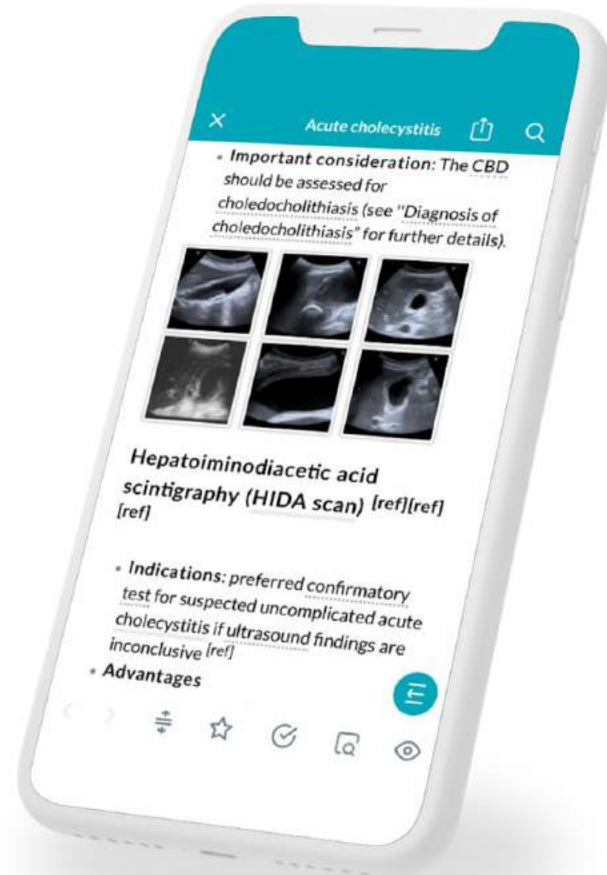 Acute cholecystitis
• Important consideration: The CBD
should be assessed for
choledocholithiasis (see "Diagnosis of
choledocholithiasis" for further details).
Hepatoiminodiacetic acid
scintigraphy (HIDA scan) [ref][ref]
[ref]
• Indications: preferred confirmatory
test for suspected uncomplicated acute
cholecystitis if ultrasound findings are
inconclusive [ref]
• Advantages